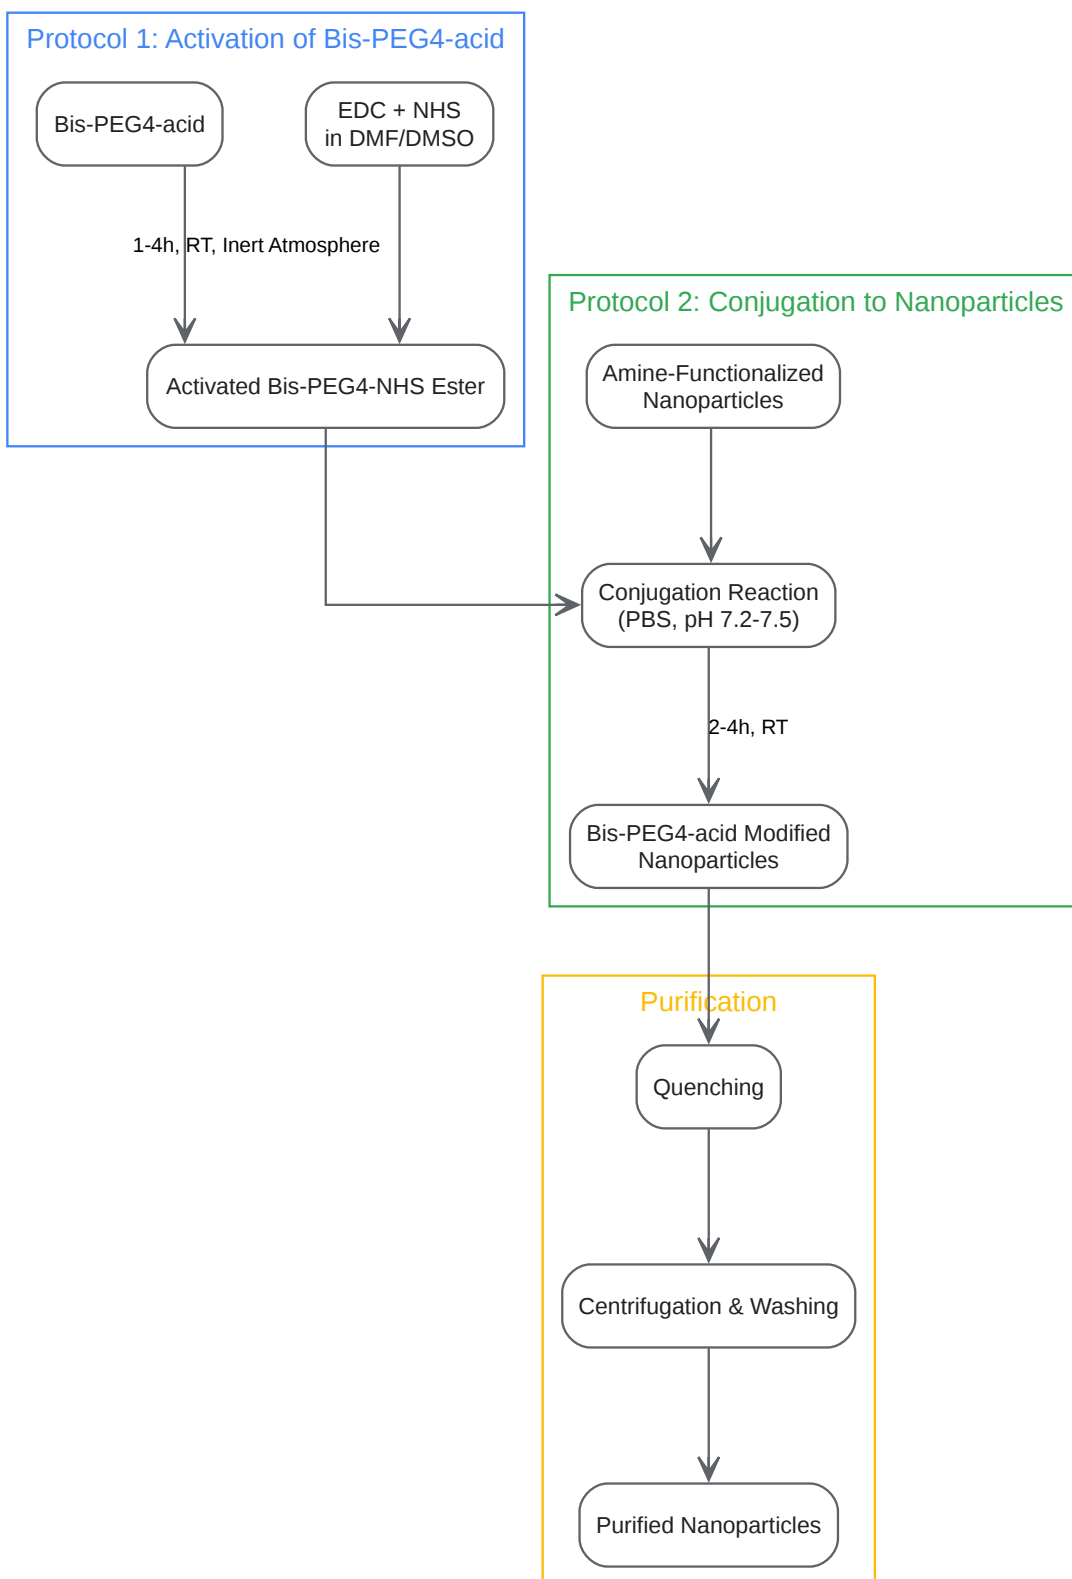 Protocol 1: Activation of Bis-PEG4-acid
Bis-PEG4-acid
EDC + NHS
in DMF/DMSO
1-4h, RT, Inert Atmosphere
Activated Bis-PEG4-NHS Ester
Protocol 2: Conjugation to Nanoparticles
Amine-Functionalized
Nanoparticles
Conjugation Reaction
(PBS, pH 7.2-7.5)
2-4h, RT
Bis-PEG4-acid Modified
Nanoparticles
Purification
Quenching
Centrifugation & Washing
Purified Nanoparticles